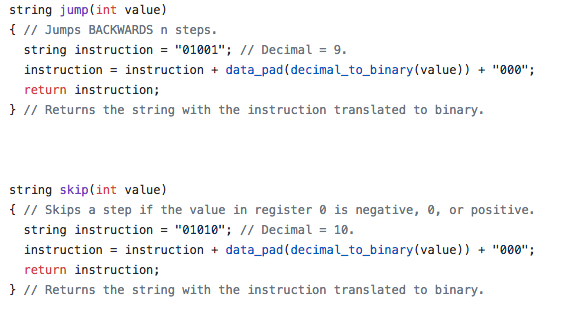 string jump(int value)
{ // Jumps BACKWARDS n steps.
  string instruction = "01001"; // Decimal = 9.
  instruction = instruction + data_pad(decimal_to_binary(value)) + "000";
  return instruction;
} // Returns the string with the instruction translated to binary.

string skip(int value)
{ // Skips a step if the value in register 0 is negative, 0, or positive.
  string instruction = "01010"; // Decimal = 10.
  instruction = instruction + data_pad(decimal_to_binary(value)) + "000";
  return instruction;
} // Returns the string with the instruction translated to binary.